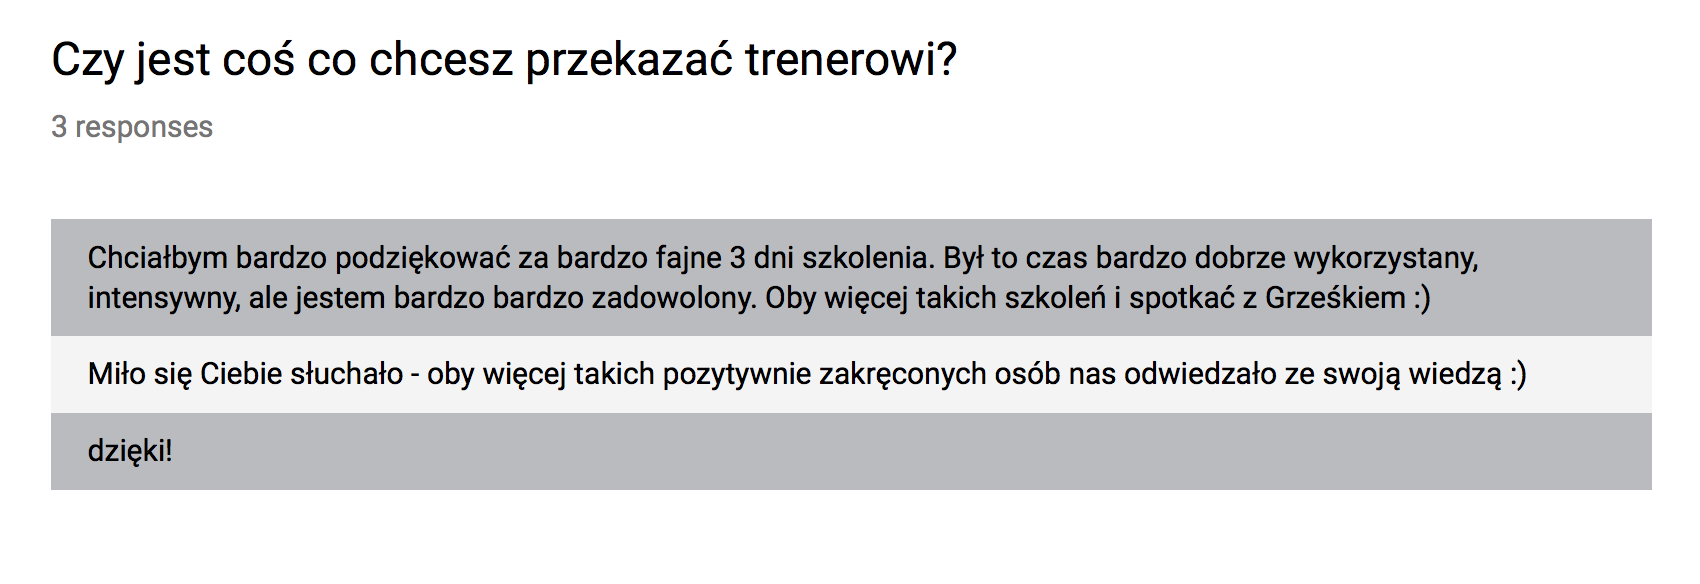 Czy jest coś co chcesz przekazać trenerowi?
3 responses
Chciałbym bardzo podziękować za bardzo fajne 3 dni szkolenia. Był to czas bardzo dobrze wykorzystany,
intensywny, ale jestem bardzo bardzo zadowolony. Oby więcej takich szkoleń i spotkać z Grześkiem :)
Miło się Ciebie słuchało - oby więcej takich pozytywnie zakręconych osób nas odwiedzało ze swoją wiedzą :)
dzięki!